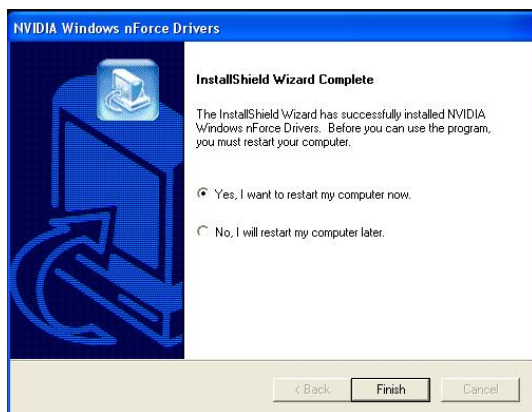 NVIDIA Windows nForce Drivers
InstallShield Wizard Complete
The InstallShield Wizard has successfully installed NVIDIA
Windows nForce Drivers. Before you can use the program,
you must restart your computer.
Yes, I want to restart my computer now.
No, I will restart my computer later.
< Back
Finish
Cancel